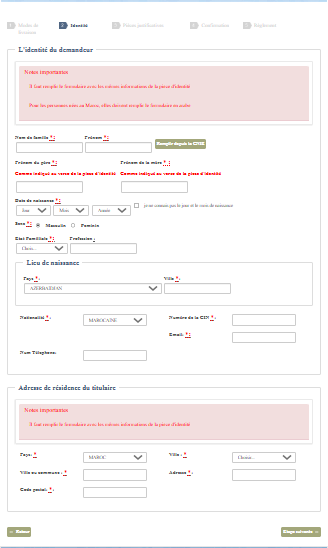 1
2 Identité
3 Pièces justificatives
4 Confirmation
5 Règlement
L'identité du demandeur
Notes importantes
Il faut remplir le formulaire avec les mêmes informations de la pièce d'identité
Pour les personnes nées au Maroc, elles doivent remplir le formulaire en arabe
Nom de famille * :
Prénom * :
Remplir depuis la CNIE
Prénom du père * :
Prénom de la mère * :
Comme indiqué au verso de la pièce d'identité
Comme indiqué au verso de la pièce d'identité
Date de naissance * :
Jour
Mois
Année
je ne connais pas le jour et le mois de naissance
Sexe * :
Masculin
Féminin
Etat Familiale * :
Profession :
Choix...
Lieu de naissance
Pays * :
Ville * :
AZERBAIDJAN
Nationalité * :
MAROCAINE
Numéro de la CIN * :
Email: * :
Num Téléphone:
Adresse de résidence du titulaire
Notes importantes
Il faut remplir le formulaire avec les mêmes informations de la pièce d'identité
Pays: *
MAROC
Ville : *
Choisir...
Ville ou commune : *
Adresse : *
Code postal: *
← Retour
Etape suivante →